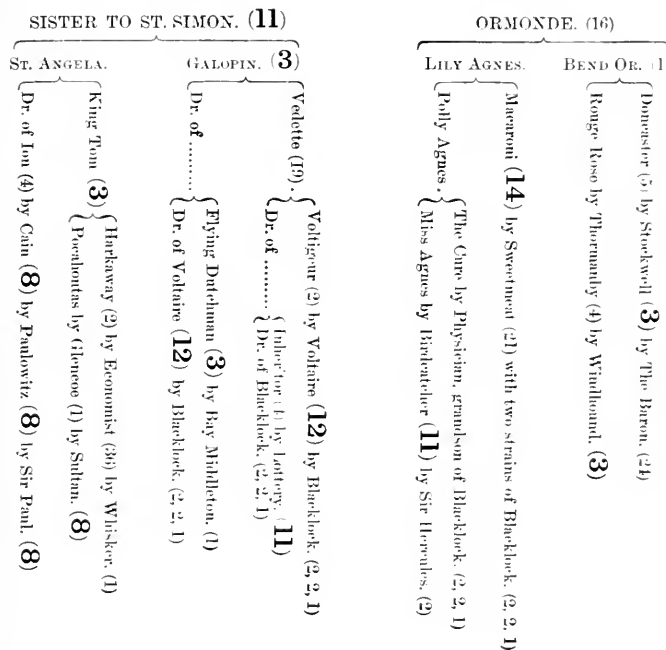 SISTER TO ST. SIMON. (11)
ORMONDE. (16)
ST. ANGELA.
GALOPIN. (3)
LILY AGNES.
BEND OR. (1
Dr. of Ion (4) by Cain (8) by Paulowitz (8) by Sir Paul. (8)
King Tom (3)
Pocahontas by Glencoe (1) by Sultan. (8)
Harkaway (2) by Economist (36) by Whisker. (1)
Dr. of ..........
Dr. of Voltaire (12) by Blacklock. (2, 2, 1)
Flying Dutchman (3) by Bay Middleton. (1)
Vedette (19) .
Dr. of ..........
Dr. of Blacklock. (2, 2, 1)
Inheritor (4) by Lottery. (11)
Voltigeur (2) by Voltaire (12) by Blacklock. (2, 2, 1)
Polly Agnes .
Miss Agnes by Birdcatcher (11) by Sir Hercules. (2)
The Cure by Physician, grandson of Blacklock. (2, 2, 1)
Macaroni (14) by Sweetmeat (21) with two strains of Blacklock. (2, 2, 1)
Rouge Rose by Thormanby (4) by Windhound. (3)
Doncaster (5) by Stockwell (3) by The Baron. (24)